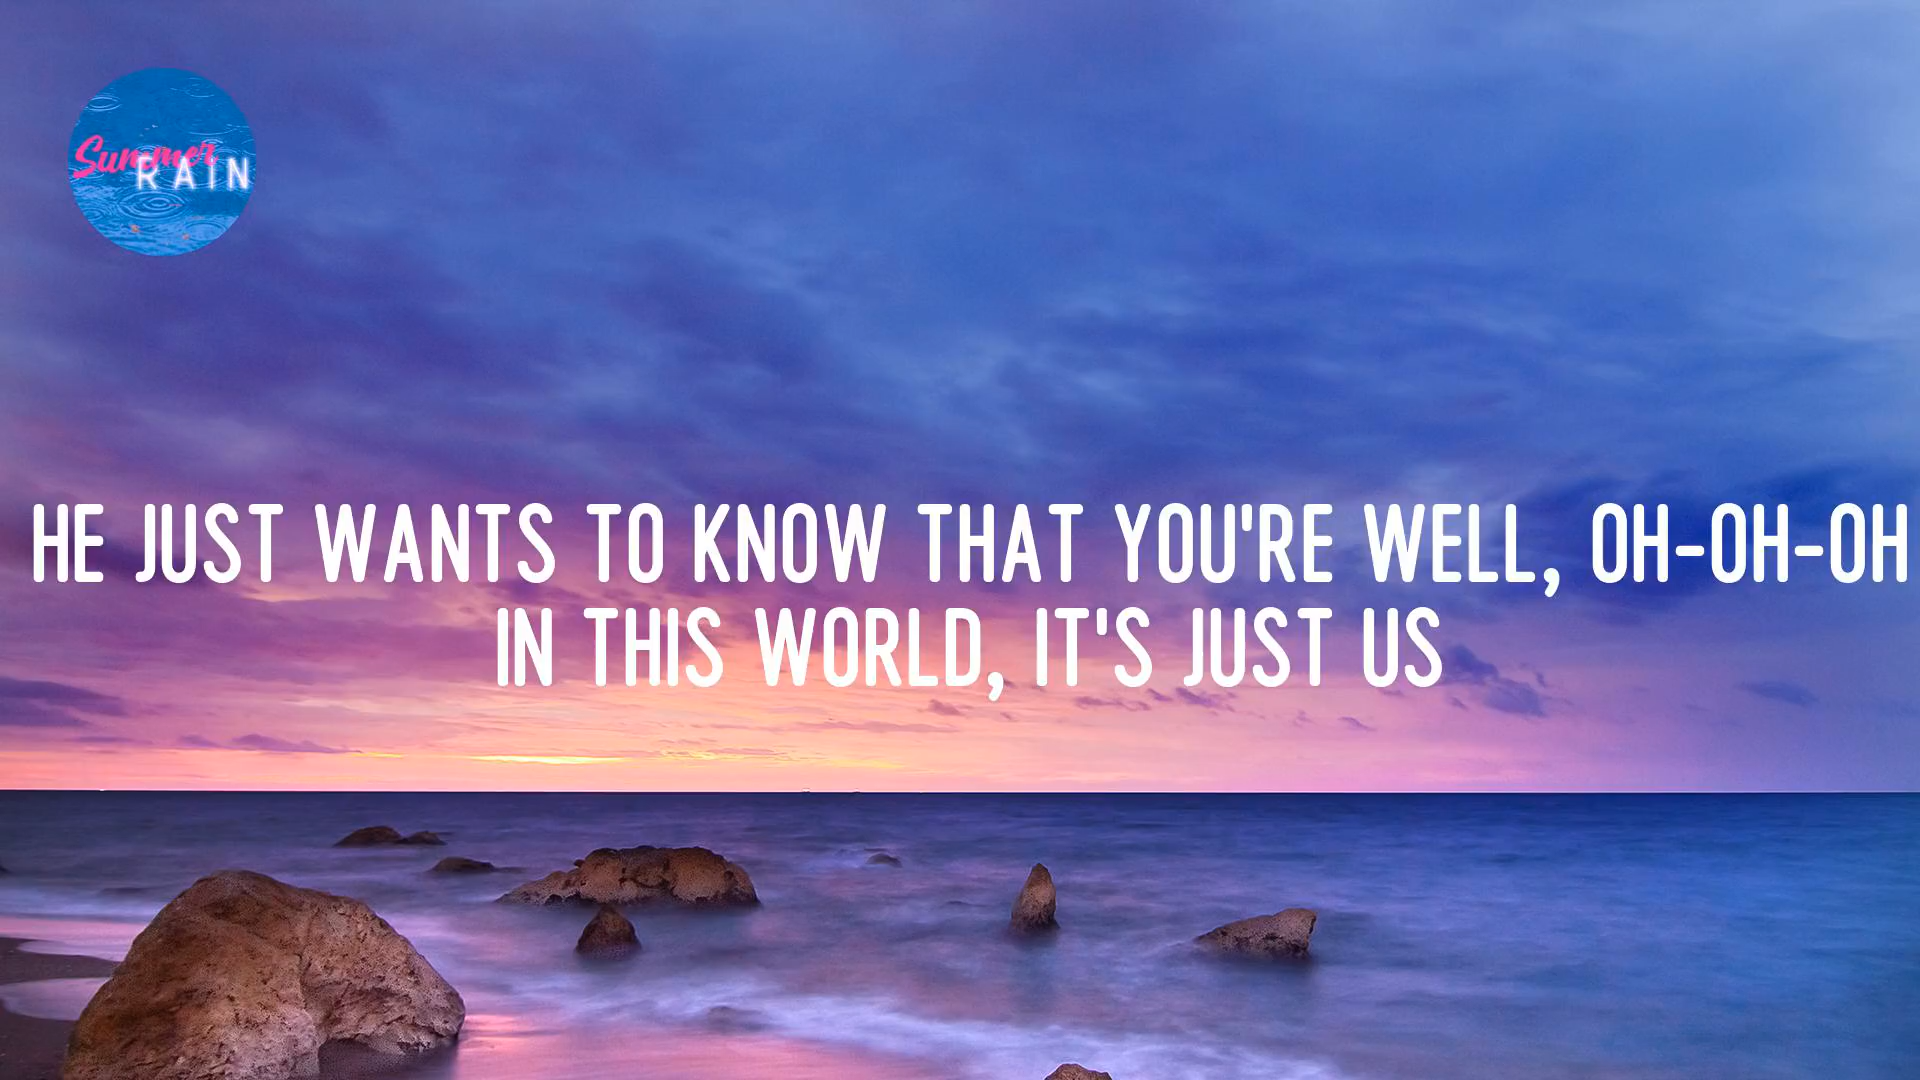 Summer
RAIN
HE JUST WANTS TO KNOW THAT YOU'RE WELL, OH-OH-OH
IN THIS WORLD, IT'S JUST US